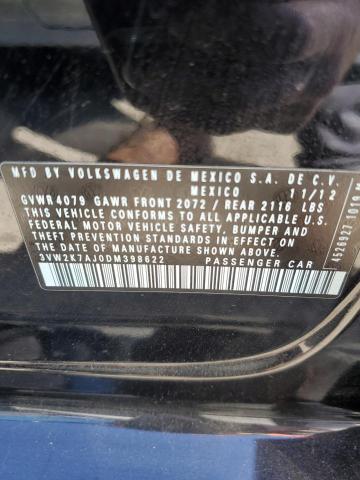 MFD BY VOLKSWAGEN DE MEXICO S.A. DE C.V.
MEXICO 11/12
GVWR 4079 GAWR FRONT 2072 / REAR 2116 LBS
THIS VEHICLE CONFORMS TO ALL APPLICABLE
FEDERAL MOTOR VEHICLE SAFETY, BUMPER AND
THEFT PREVENTION STANDARDS IN EFFECT ON THE
DATE OF MANUFACTURE SHOWN ABOVE.
3VW2K7AJ0DM398622 PASSENGER CAR